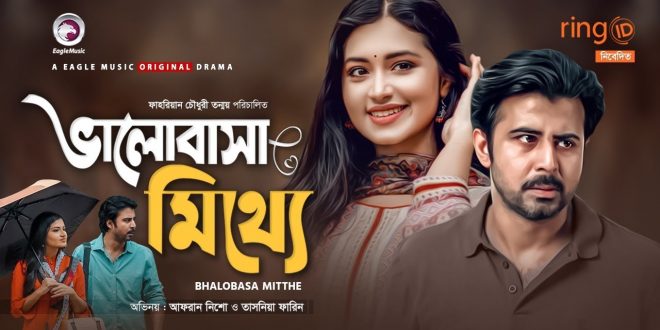 EagleMusic
A EAGLE MUSIC ORIGINAL DRAMA
ringID
নিবেদিত
ফাহরিয়ান চৌধুরী তন্ময় পরিচালিত
ভালোবাসা
মিথ্যে
BHALOBASA MITTHE
অভিনয় : আফরান নিশো ও তাসনিয়া ফারিন